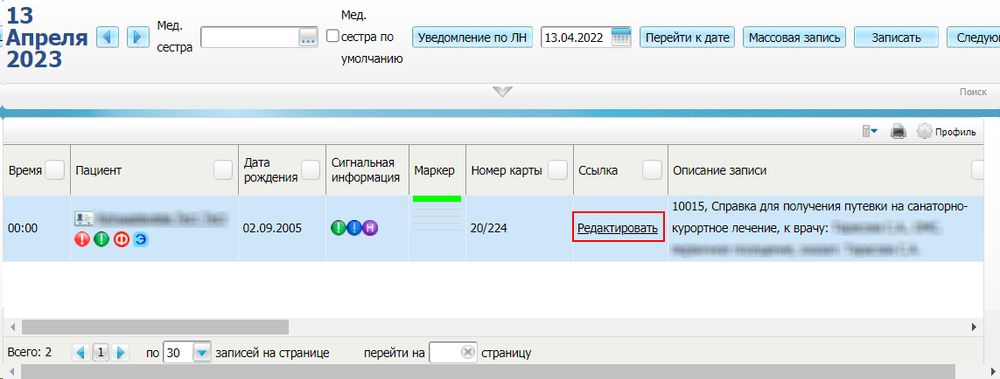 13
Апреля
2023
Мед.
сестра
...
Мед.
сестра по
умолчанию
Уведомление по ЛН
13.04.2022
Перейти к дате
Массовая запись
Записать
Следую
Поиск
Профиль
Время
Пациент
Дата
рождения
Сигнальная
информация
Маркер
Номер карты
Ссылка
Описание записи
00:00
! ! Ф Э
02.09.2005
! ! Н
20/224
Редактировать
10015, Справка для получения путевки на санаторно-
курортное лечение, к врачу:
Всего: 2
1
по 30 записей на странице
перейти на
страницу